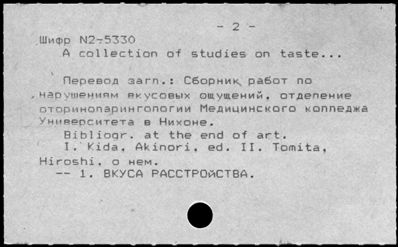 - 2 -
Шифр N2-5330
A collection of studies on taste...
Перевод загл.: Сборник работ по
нарушениям вкусовых ощущений, отделение
оториноларингологии Медицинского колледжа
Университета в Нихоне.
Bibliogr. at the end of art.
I. Kida, Akinori, ed. II. Tomita,
Hiroshi, о нем.
-- 1. ВКУСА РАССТРОЙСТВА.